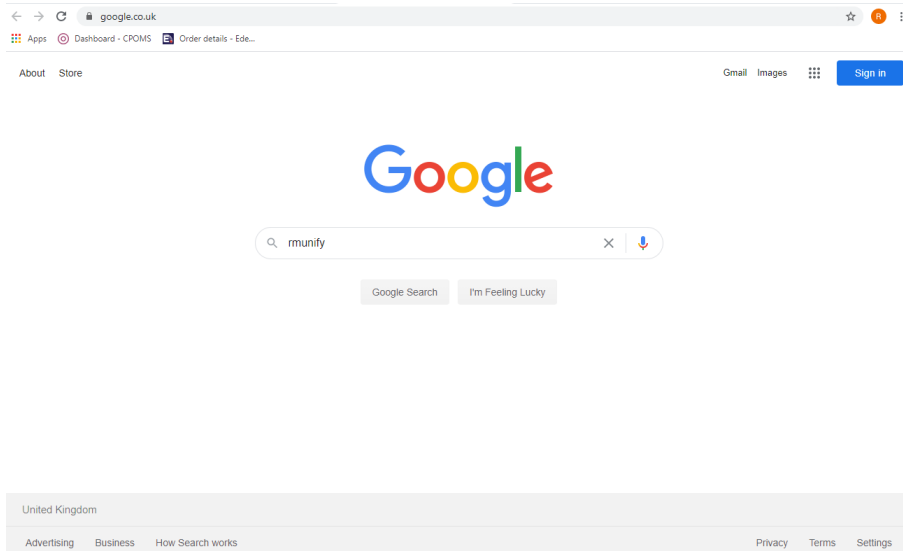 google.co.uk R
Apps Dashboard - CPOMS E Order details - Ede...
About Store Gmail Images Sign in
Google
rmunify
Google Search I'm Feeling Lucky
United Kingdom
Advertising Business How Search works Privacy Terms Settings